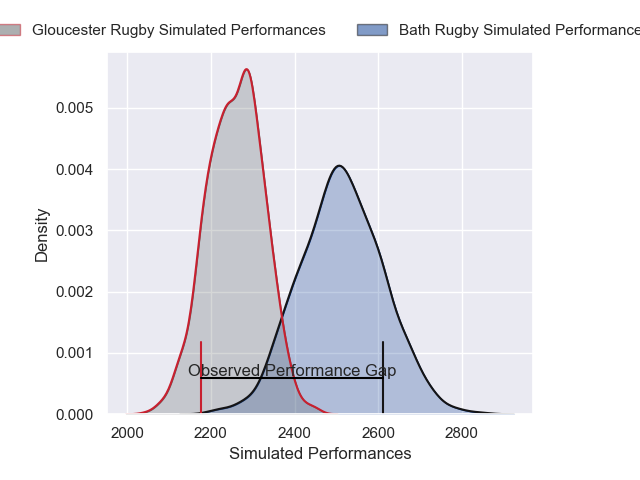 Gloucester Rugby Simulated Performances
Bath Rugby Simulated Performance
0.005
0.004
0.003
0.002
0.001
0.000
Density
Observed Performance Gap
2000 2200 2400 2600 2800
Simulated Performances